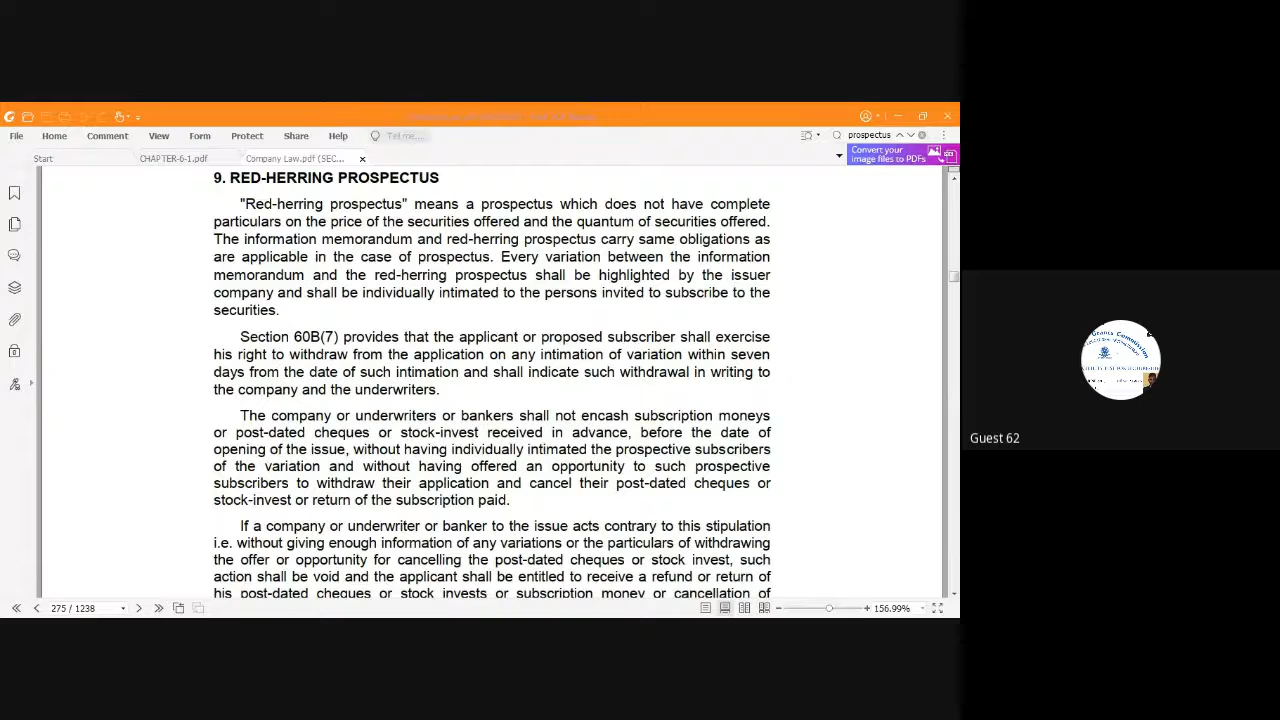 File Home Comment View Form Protect Share Help Tell me... prospectus
Start CHAPTER-6-1.pdf Company Law.pdf (SEC...
Convert your
image files to PDFs
9. RED-HERRING PROSPECTUS
"Red-herring prospectus" means a prospectus which does not have complete
particulars on the price of the securities offered and the quantum of securities offered.
The information memorandum and red-herring prospectus carry same obligations as
are applicable in the case of prospectus. Every variation between the information
memorandum and the red-herring prospectus shall be highlighted by the issuer
company and shall be individually intimated to the persons invited to subscribe to the
securities.
Section 60B(7) provides that the applicant or proposed subscriber shall exercise
his right to withdraw from the application on any intimation of variation within seven
days from the date of such intimation and shall indicate such withdrawal in writing to
the company and the underwriters.
The company or underwriters or bankers shall not encash subscription moneys
or post-dated cheques or stock-invest received in advance, before the date of
opening of the issue, without having individually intimated the prospective subscribers
of the variation and without having offered an opportunity to such prospective
subscribers to withdraw their application and cancel their post-dated cheques or
stock-invest or return of the subscription paid.
If a company or underwriter or banker to the issue acts contrary to this stipulation
i.e. without giving enough information of any variations or the particulars of withdrawing
the offer or opportunity for cancelling the post-dated cheques or stock invest, such
action shall be void and the applicant shall be entitled to receive a refund or return of
his post-dated cheques or stock invests or subscription money or cancellation of
275 / 1238
156.99%
Grants Commission
Guest 62